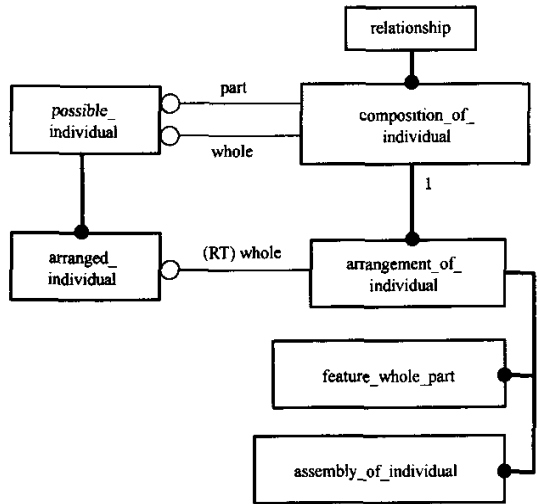 relationship
part
possible_
individual
composition_of_
individual
whole
1
arranged_
individual
(RT) whole
arrangement_of_
individual
feature_whole_part
assembly_of_individual